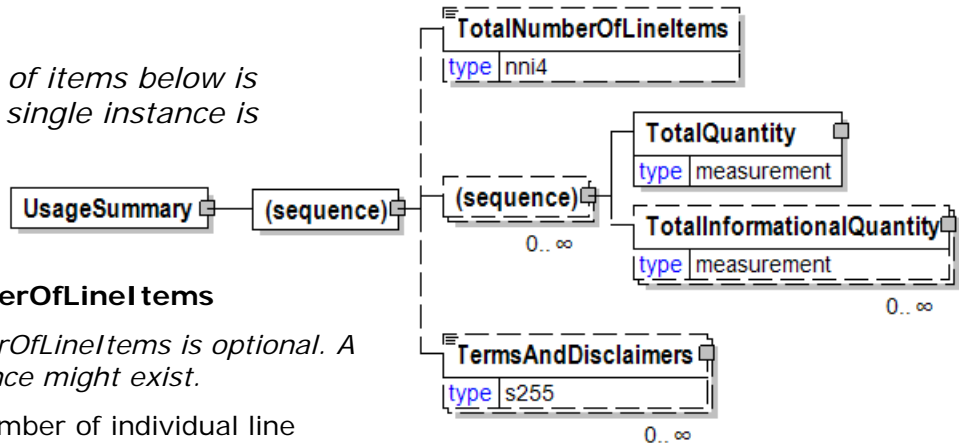 TotalNumberOfLineItems
type nni4
of items below is
single instance is
TotalQuantity
type measurement
UsageSummary
(sequence)
(sequence)
0.. ∞
TotalInformationalQuantity
type measurement
0.. ∞
erOfLineItems
rOfLineItems is optional. A
nce might exist.
TermsAndDisclaimers
type s255
mber of individual line
0.. ∞